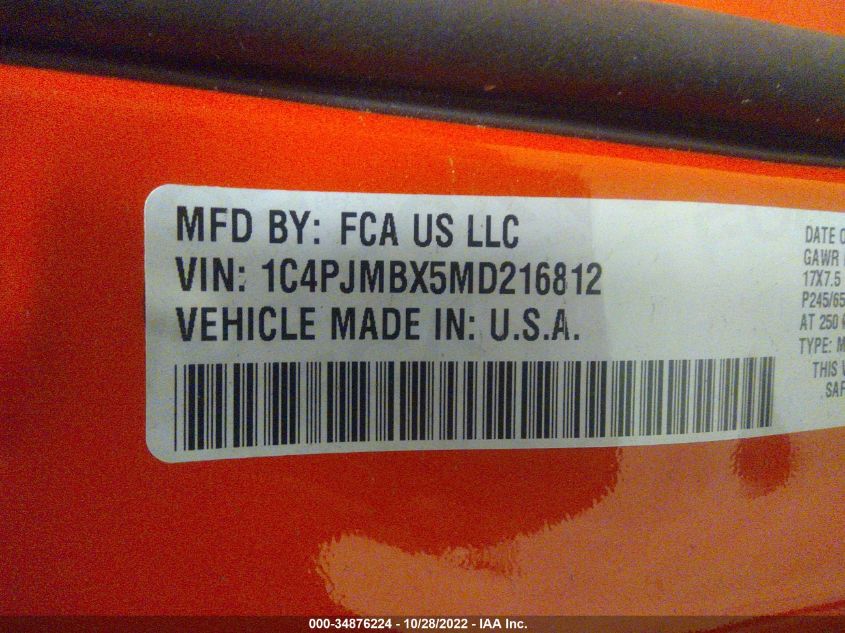 MFD BY: FCA US LLC
VIN: 1C4PJMBX5MD216812
VEHICLE MADE IN: U.S.A.
DATE O
GAWR
17X7.5
P245/65
AT 250
TYPE: M
THIS V
SAF
000-34876224 - 10/28/2022 - IAA Inc.